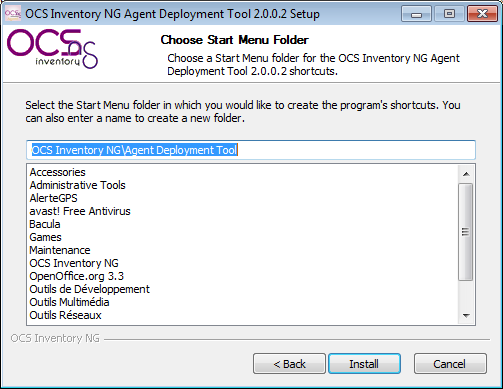 OCS Inventory NG Agent Deployment Tool 2.0.0.2 Setup
OCSng
inventory
Choose Start Menu Folder
Choose a Start Menu folder for the OCS Inventory NG Agent
Deployment Tool 2.0.0.2 shortcuts.
Select the Start Menu folder in which you would like to create the program's shortcuts. You
can also enter a name to create a new folder.
OCS Inventory NG\Agent Deployment Tool
Accessories
Administrative Tools
AlerteGPS
avast! Free Antivirus
Bacula
Games
Maintenance
OCS Inventory NG
OpenOffice.org 3.3
Outils de Développement
Outils Multimédia
Outils Réseaux
OCS Inventory NG
< Back
Install
Cancel